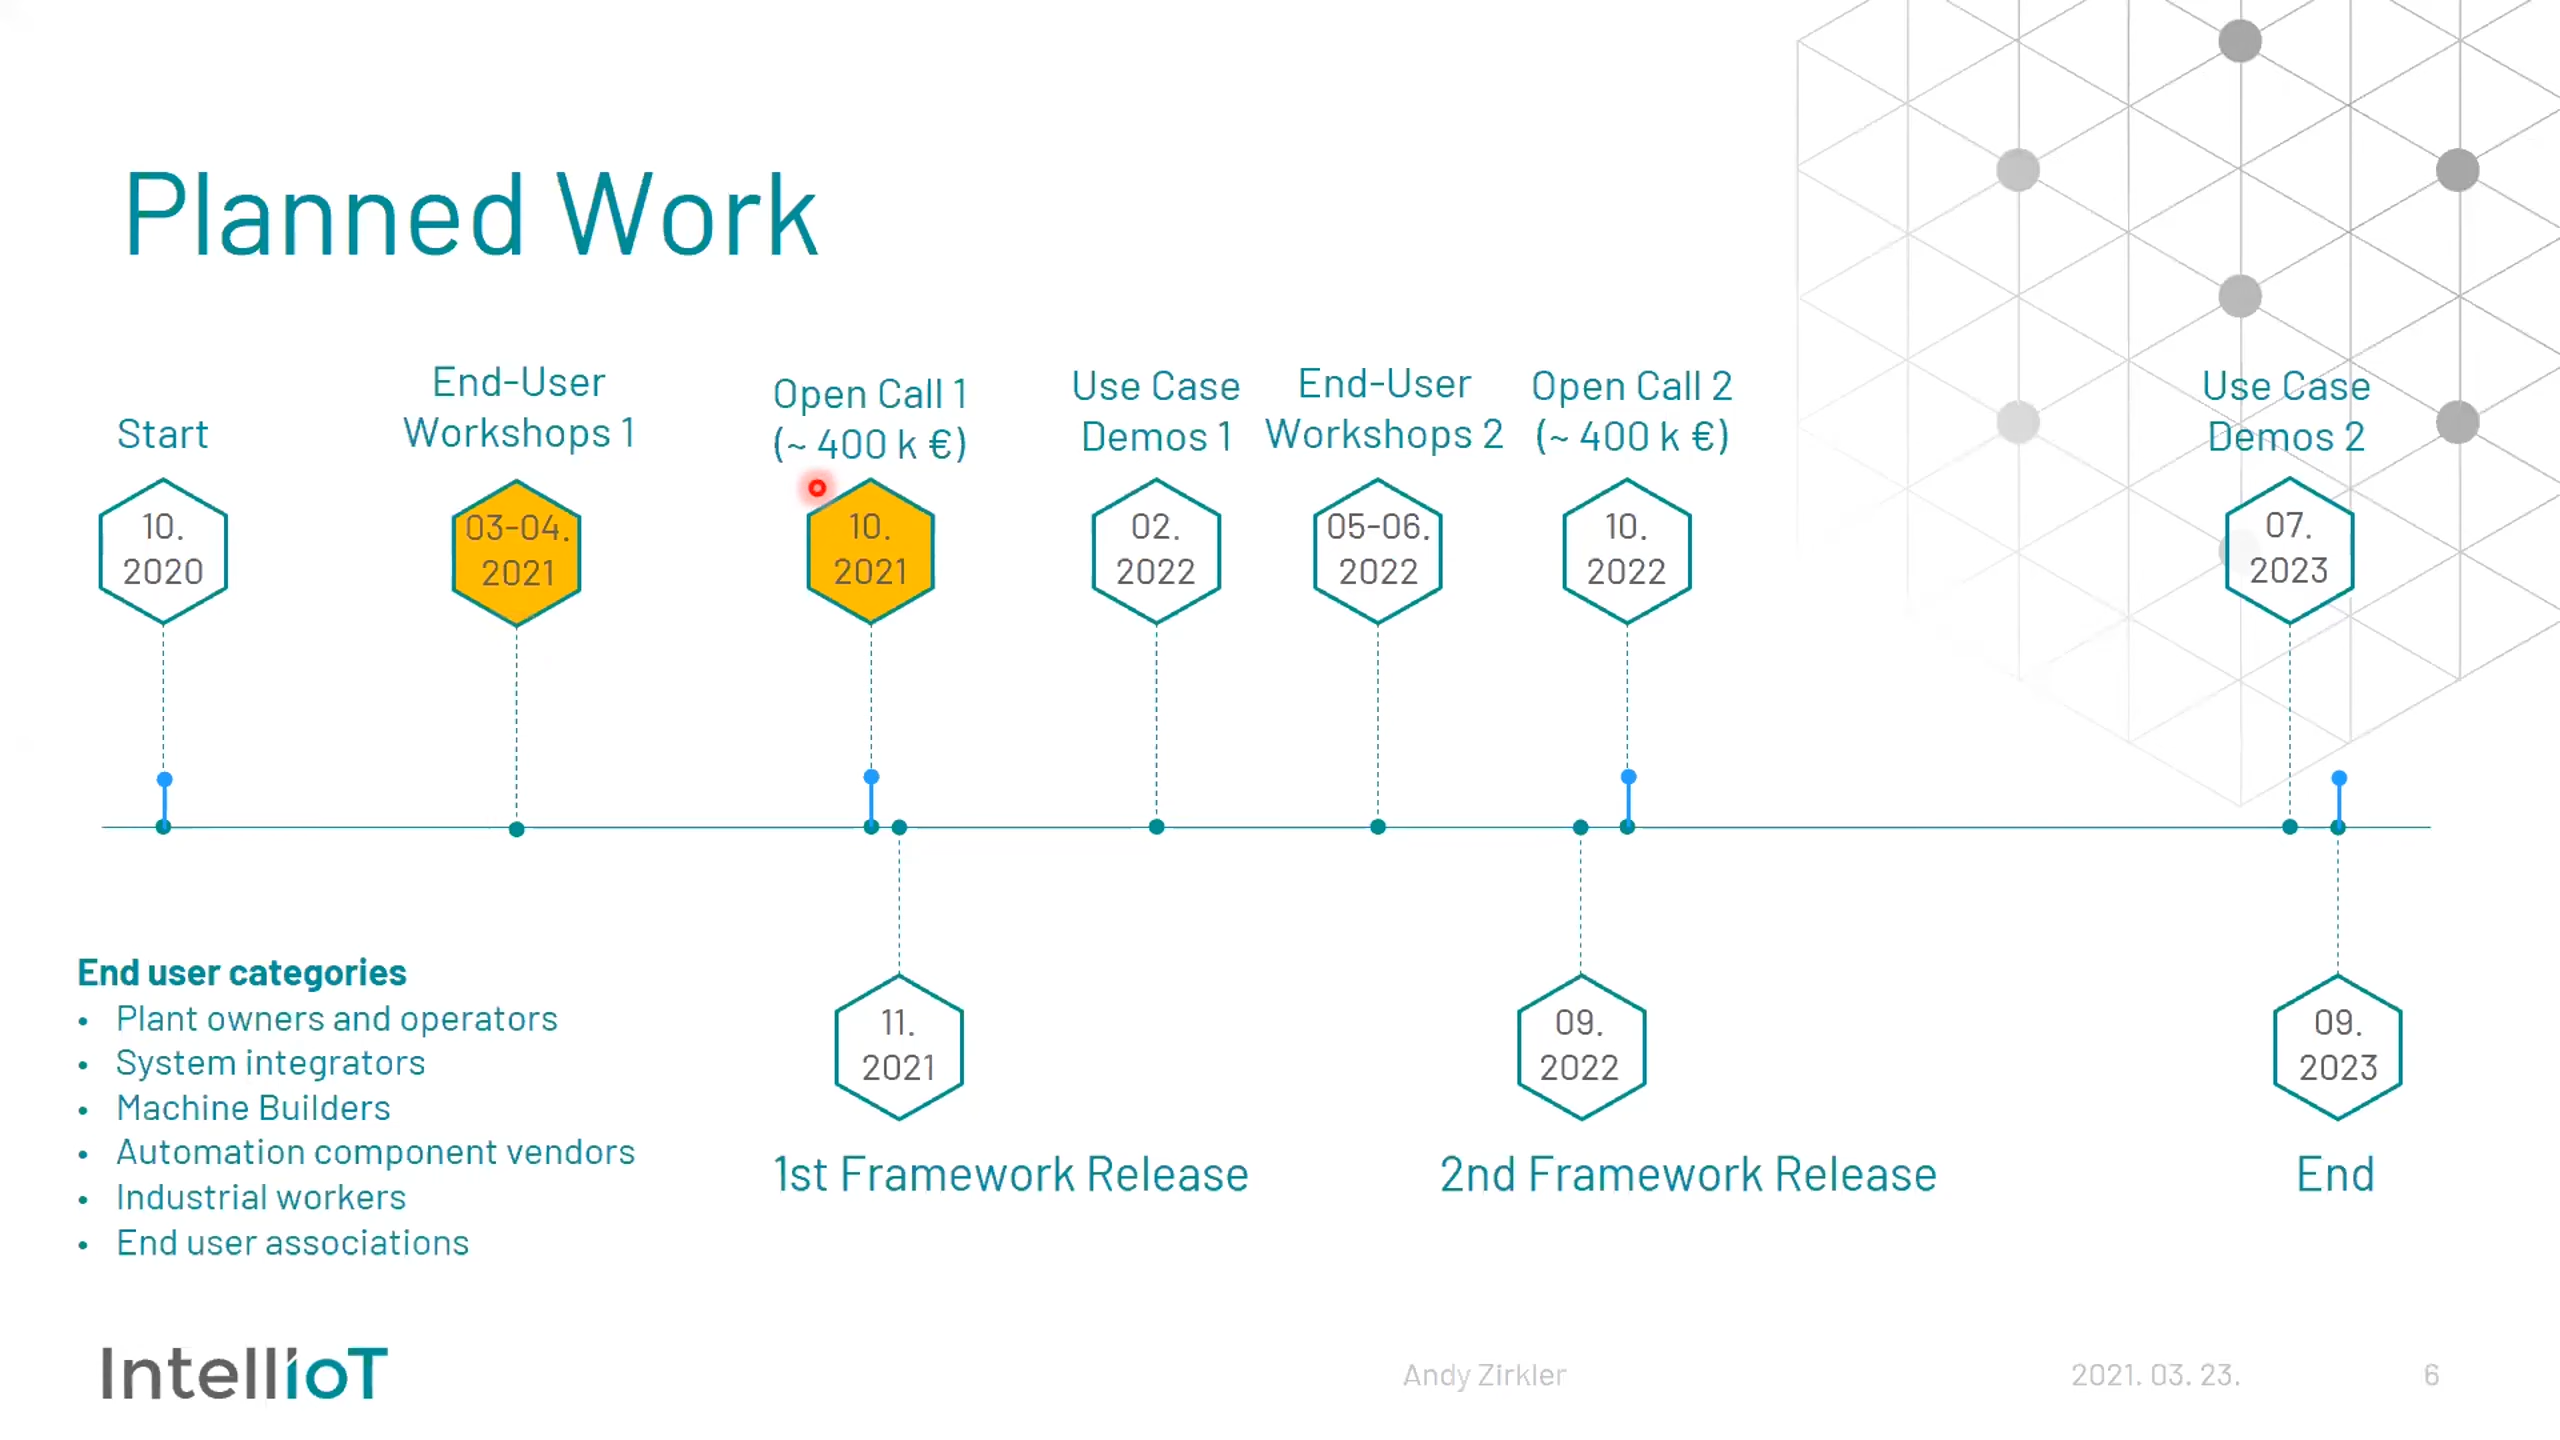 Planned Work
Start
End-User
Workshops 1
Open Call 1
(~ 400 k €)
Use Case
Demos 1
End-User
Workshops 2
Open Call 2
(~ 400 k €)
Use Case
Demos 2
10.
2020
03-04.
2021
10.
2021
02.
2022
05-06.
2022
10.
2022
07.
2023
11.
2021
1st Framework Release
09.
2022
2nd Framework Release
09.
2023
End
End user categories
• Plant owners and operators
• System integrators
• Machine Builders
• Automation component vendors
• Industrial workers
• End user associations
IntellIoT
Andy Zirkler
2021. 03. 23.
6